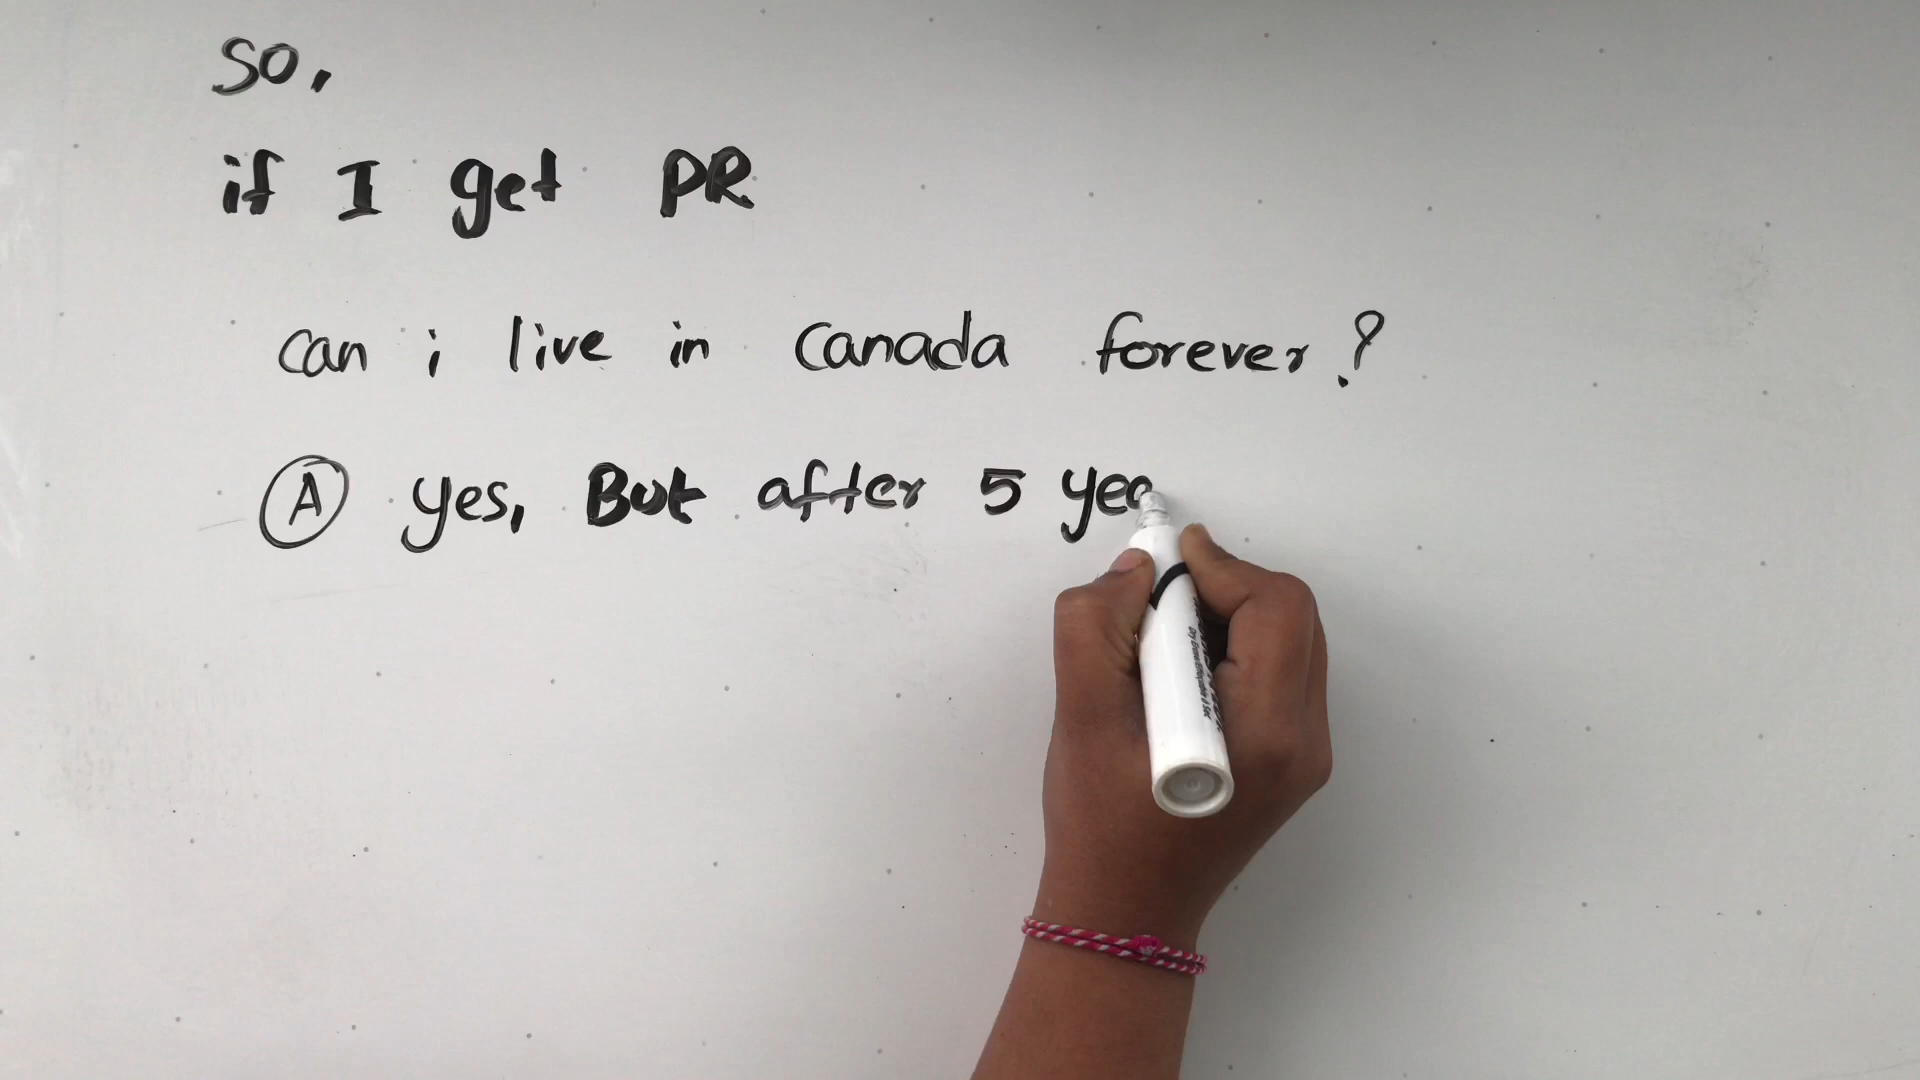 so,
if I get PR
can i live in Canada forever?
A yes, But after 5 yea